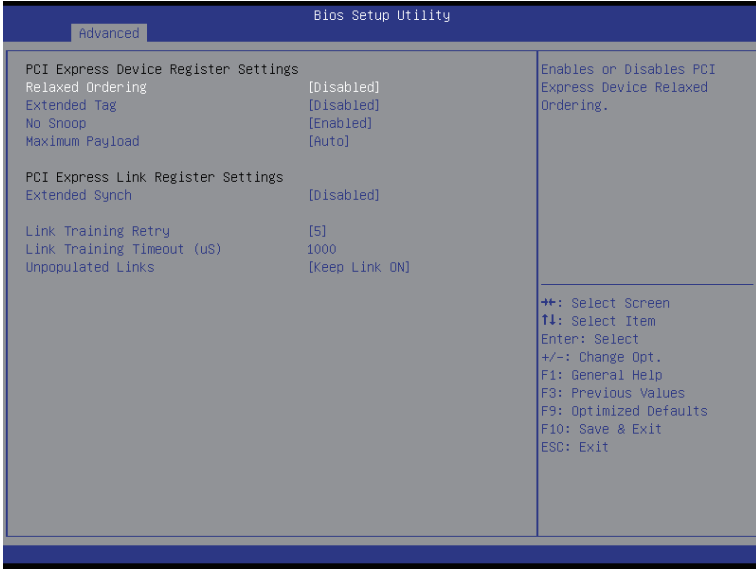 Bios Setup Utility
Advanced
PCI Express Device Register Settings
Relaxed Ordering [Disabled]
Extended Tag [Disabled]
No Snoop [Enabled]
Maximum Payload [Auto]
PCI Express Link Register Settings
Extended Synch [Disabled]
Link Training Retry [5]
Link Training Timeout (uS) 1000
Unpopulated Links [Keep Link ON]
Enables or Disables PCI
Express Device Relaxed
Ordering.
→←: Select Screen
↑↓: Select Item
Enter: Select
+/-: Change Opt.
F1: General Help
F3: Previous Values
F9: Optimized Defaults
F10: Save & Exit
ESC: Exit